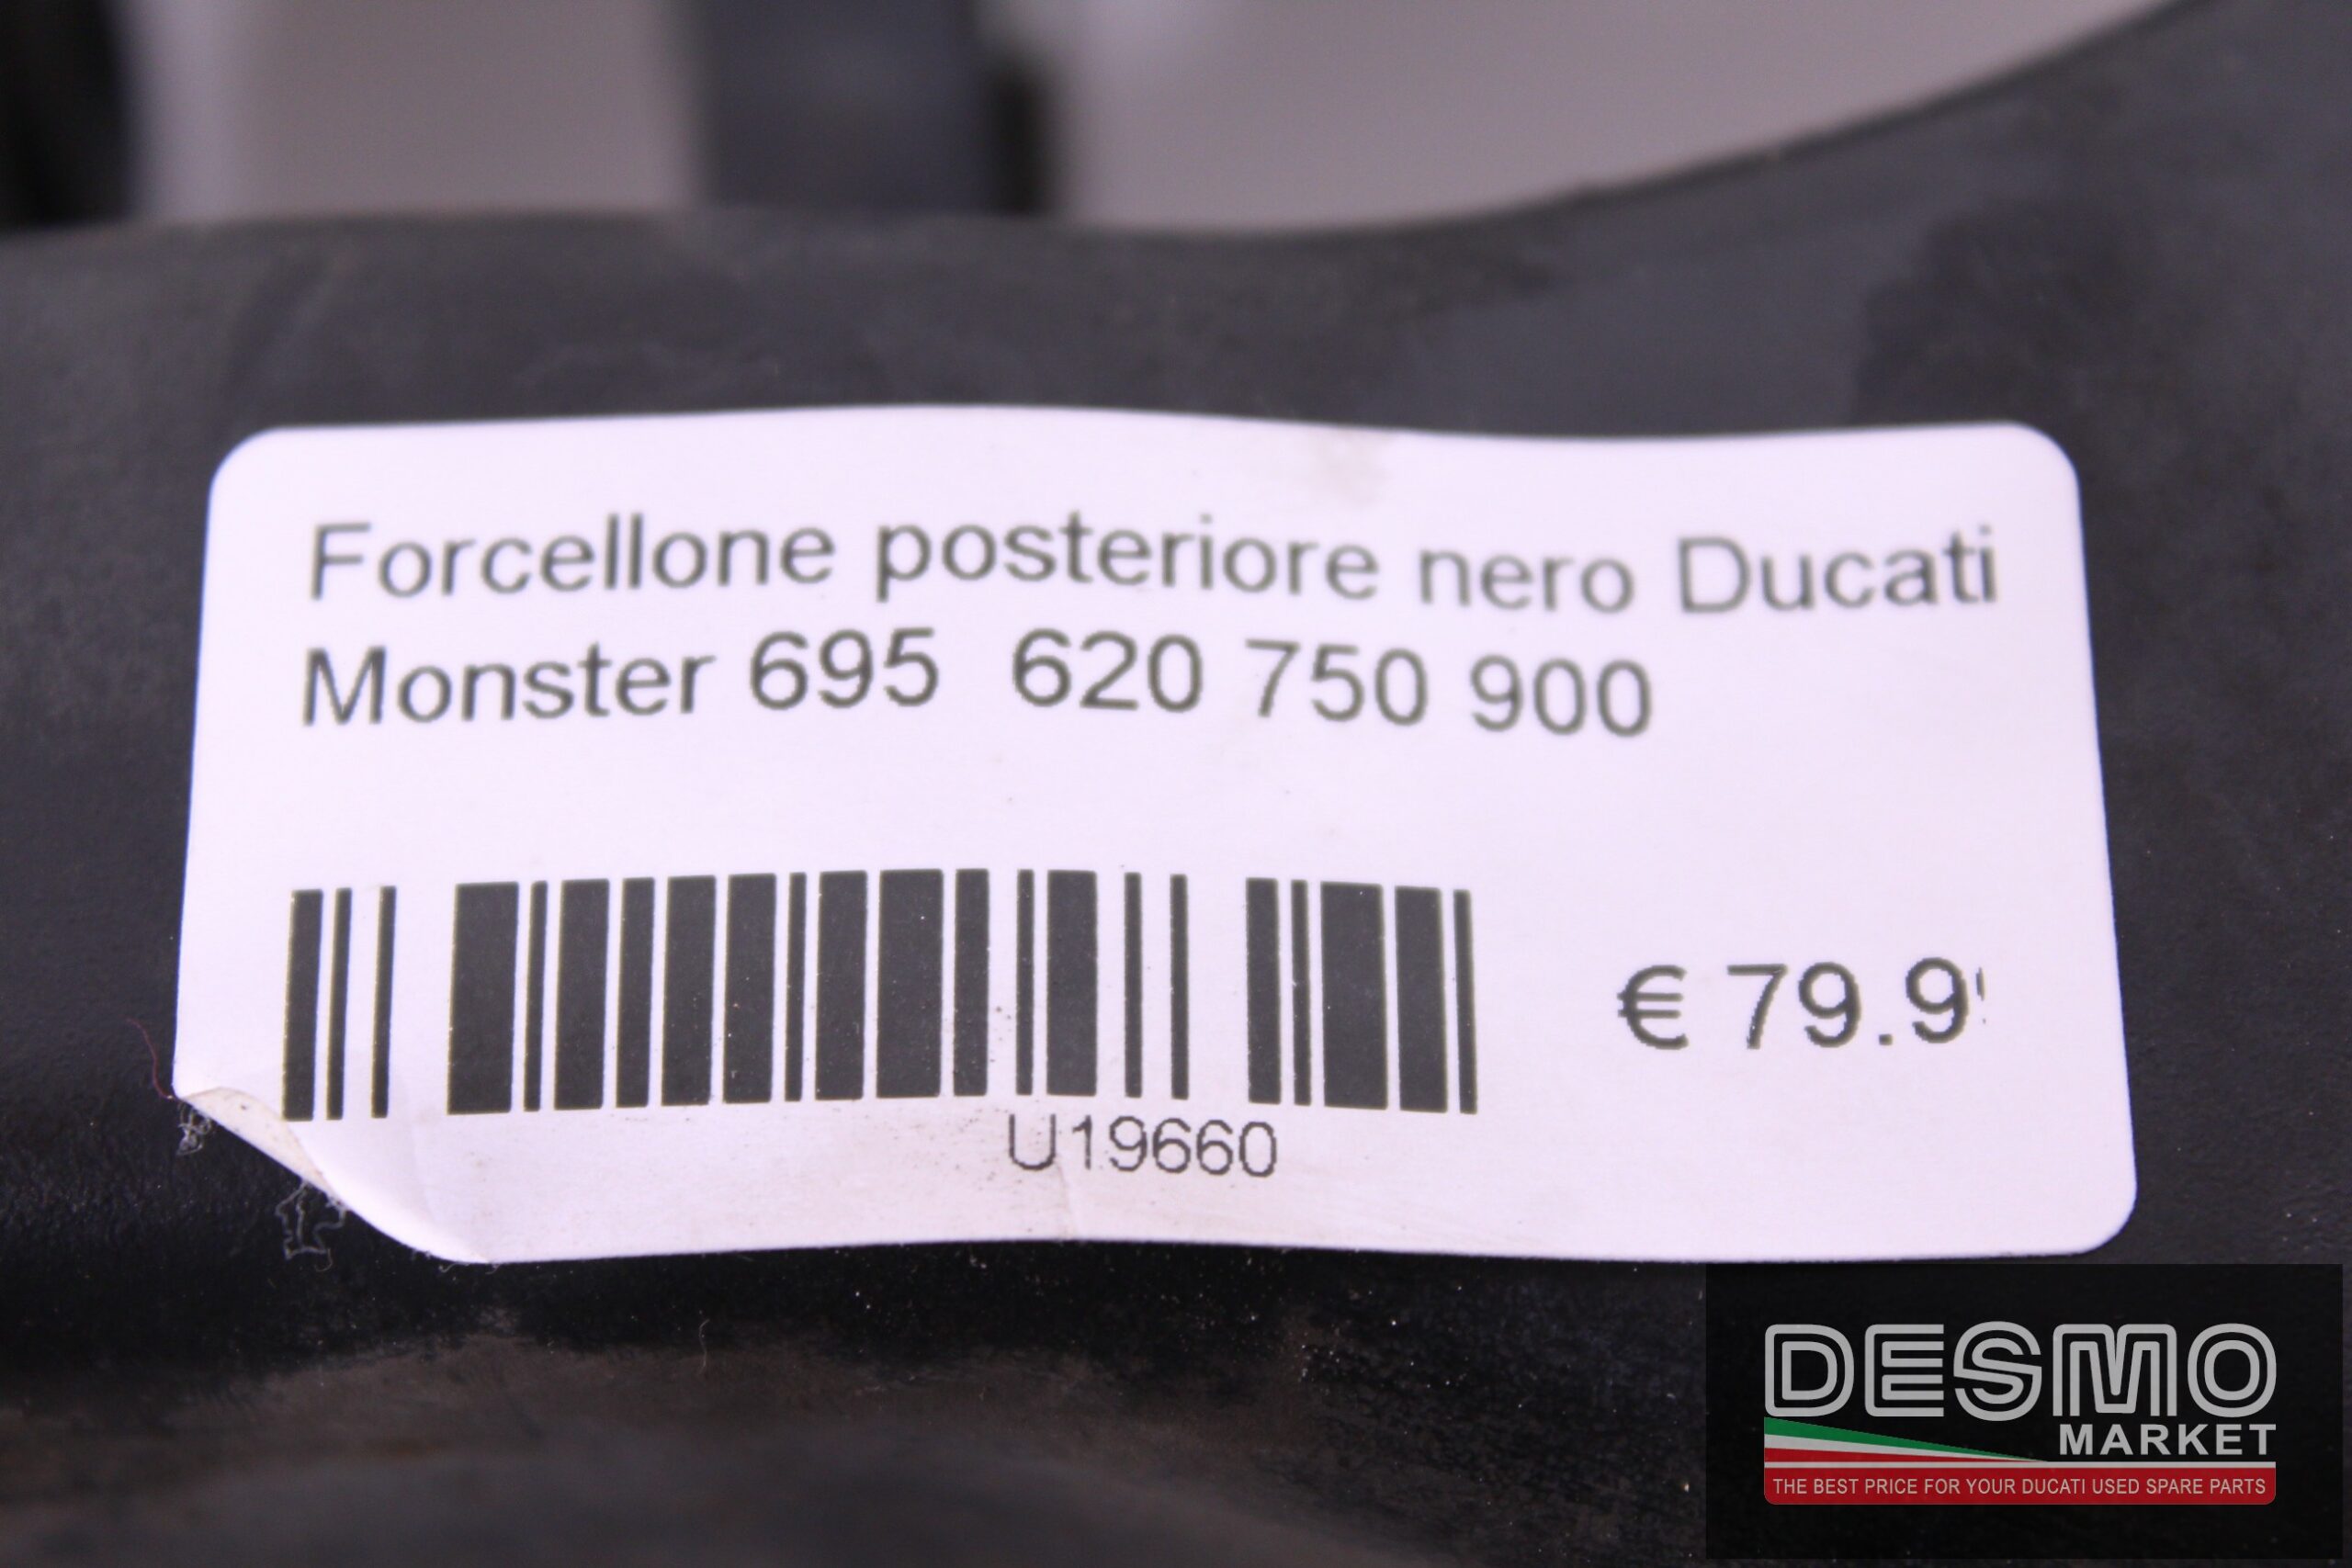 Forcellone posteriore nero Ducati
Monster 695 620 750 900
€ 79.9
U19660
DESMO
MARKET
THE BEST PRICE FOR YOUR DUCATI USED SPARE PARTS